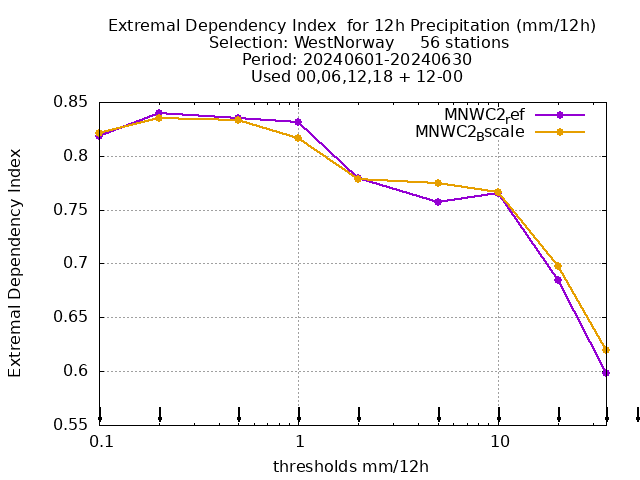 Extremal Dependency Index  for 12h Precipitation (mm/12h)
Selection: WestNorway     56 stations
Period: 20240601-20240630
Used 00,06,12,18 + 12-00
MNWC2ref
MNWC2Bscale
Extremal Dependency Index
0.85
0.8
0.75
0.7
0.65
0.6
0.55
0.1 1 10
thresholds mm/12h